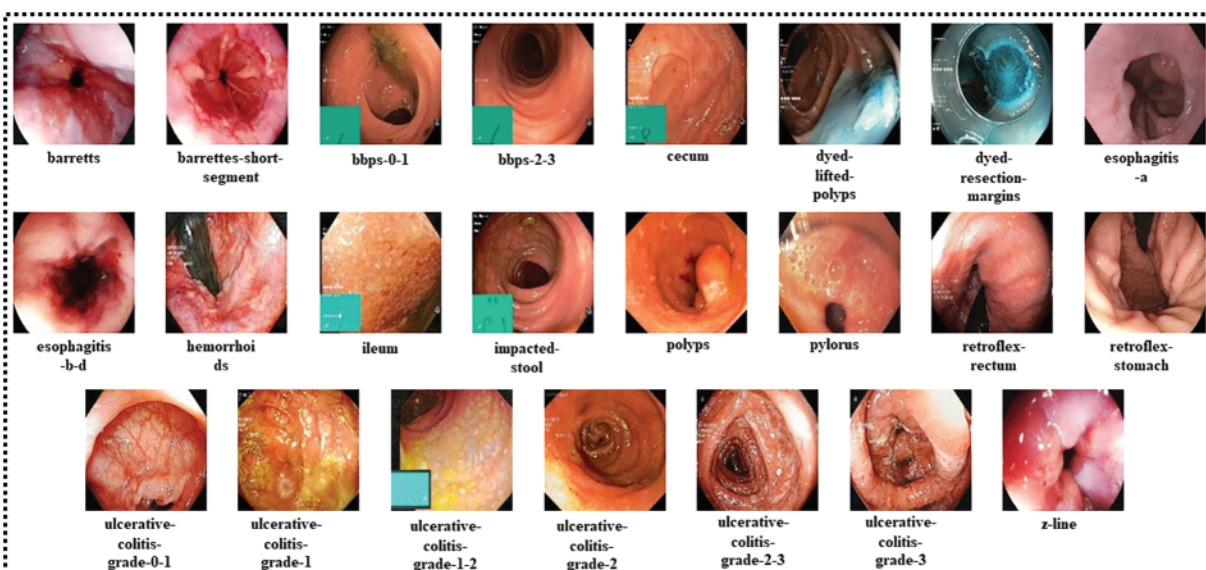 barretts
barrettes-short-
segment
bbps-0-1
bbps-2-3
cecum
dyed-
lifted-
polyps
dyed-
resection-
margins
esophagitis
-a
esophagitis
-b-d
hemorrhoi
ds
ileum
impacted-
stool
polyps
pylorus
retroflex-
rectum
retroflex-
stomach
ulcerative-
colitis-
grade-0-1
ulcerative-
colitis-
grade-1
ulcerative-
colitis-
grade-1-2
ulcerative-
colitis-
grade-2
ulcerative-
colitis-
grade-2-3
ulcerative-
colitis-
grade-3
z-line